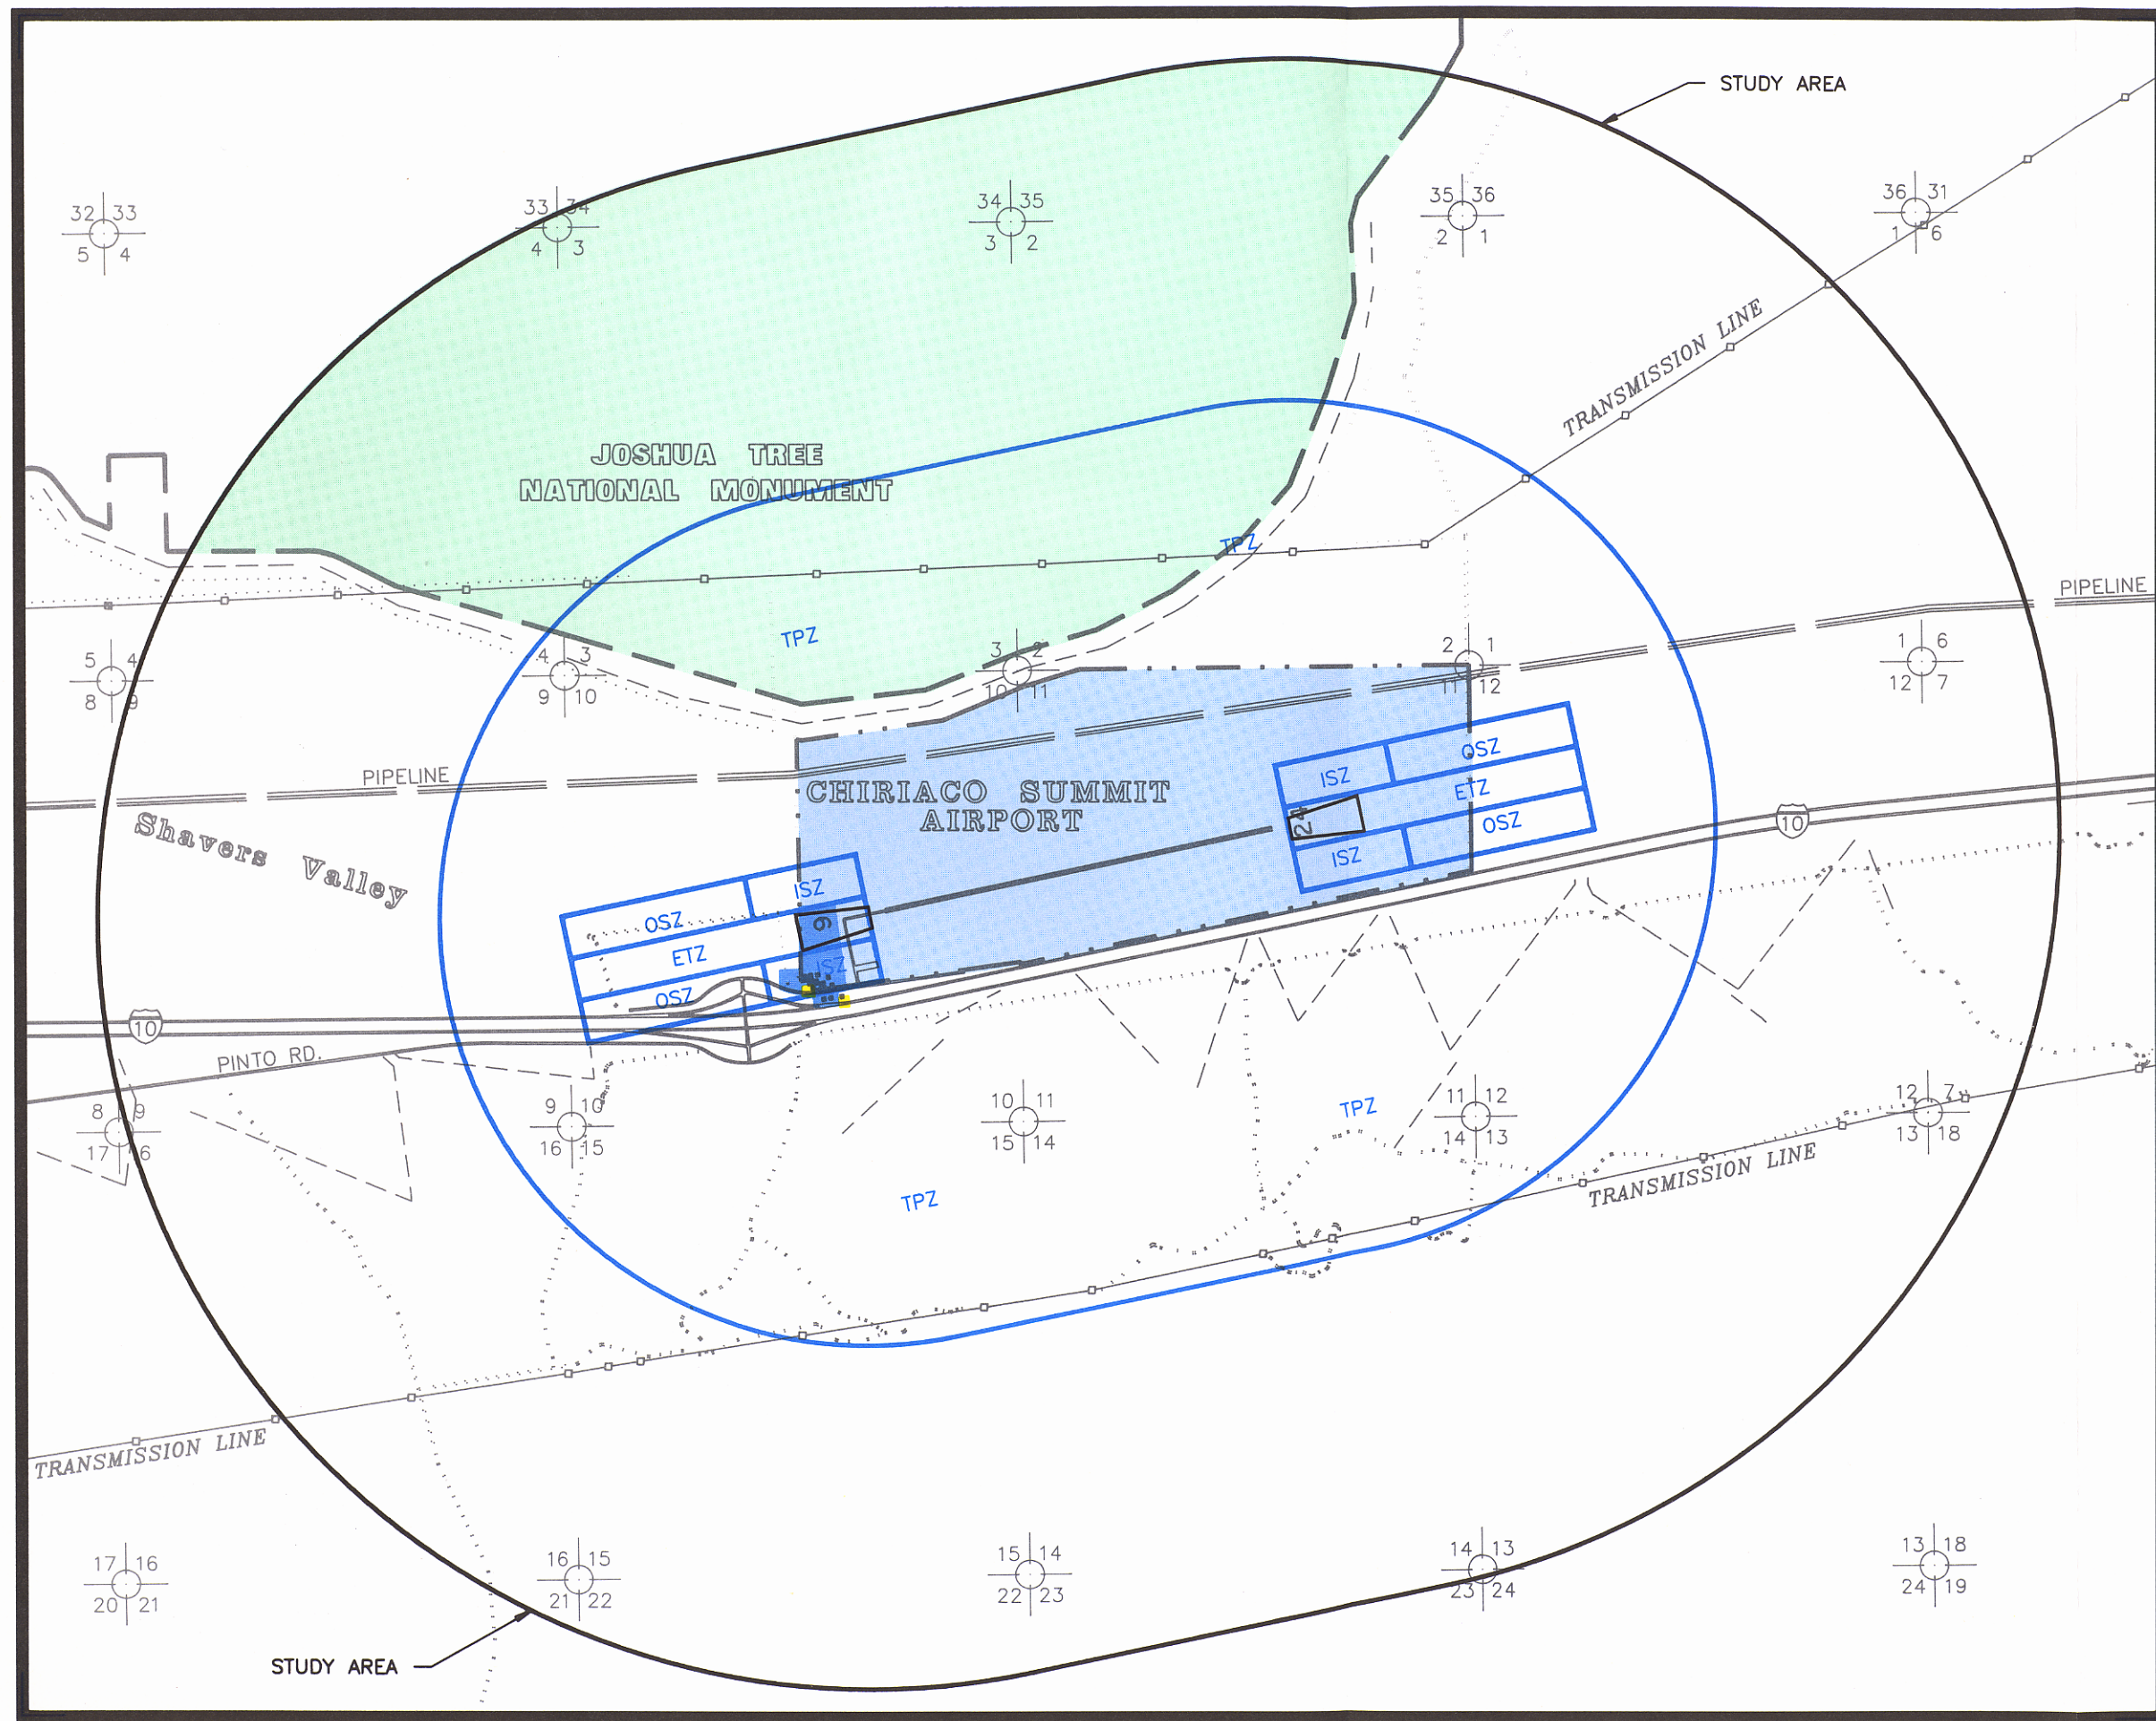 STUDY AREA
32 33
5 4
33 34
4 3
34 35
3 2
35 36
2 1
36 31
1 6
TRANSMISSION LINE
JOSHUA TREE
NATIONAL MONUMENT
TPZ
PIPELINE
TPZ
5 4
8 9
4 3
9 10
3 2
10 11
2 1
11 12
1 6
12 7
PIPELINE
CHIRIACO SUMMIT
AIRPORT
Shavers Valley
ISZ
OSZ
ETZ
24
ISZ
OSZ
10
OSZ
ISZ
6
ETZ
ISZ
OSZ
10
PINTO RD.
8 9
17 16
9 10
16 15
10 11
15 14
TPZ
11 12
14 13
12 7
13 18
TRANSMISSION LINE
TPZ
TRANSMISSION LINE
17 16
20 21
16 15
21 22
15 14
22 23
14 13
23 24
13 18
24 19
STUDY AREA